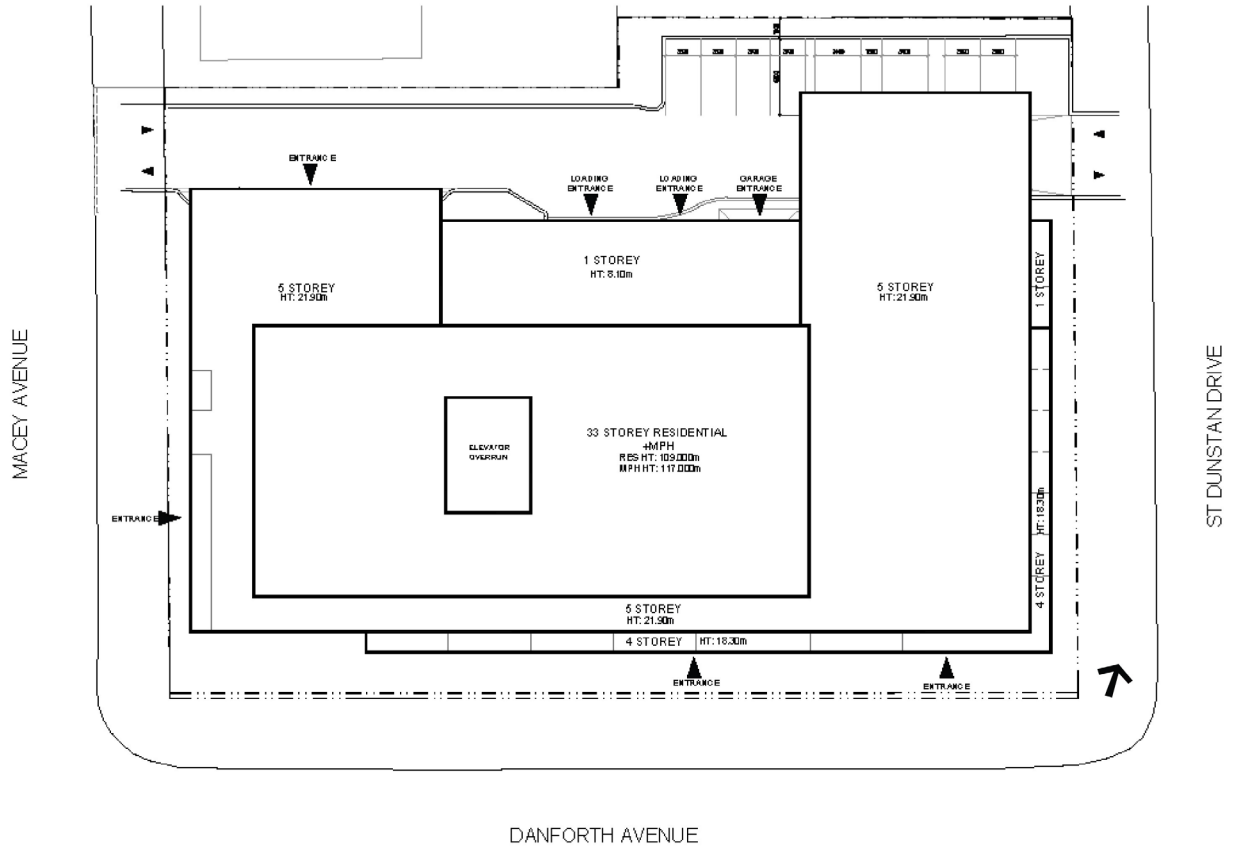 ENTRANCE
LOADING
ENTRANCE
LOADING
ENTRANCE
GARAGE
ENTRANCE
1 STOREY
HT: 8.10m
5 STOREY
HT: 21.90m
5 STOREY
HT: 21.90m
1 STOREY
MACEY AVENUE
ST DUNSTAN DRIVE
33 STOREY RESIDENTIAL
+MPH
RES HT: 109.000m
MPH HT: 117.000m
ELEVATOR
OVERRUN
ENTRANCE
4 STOREY HT: 18.30m
5 STOREY
HT: 21.90m
4 STOREY HT: 18.30m
ENTRANCE
ENTRANCE
DANFORTH AVENUE